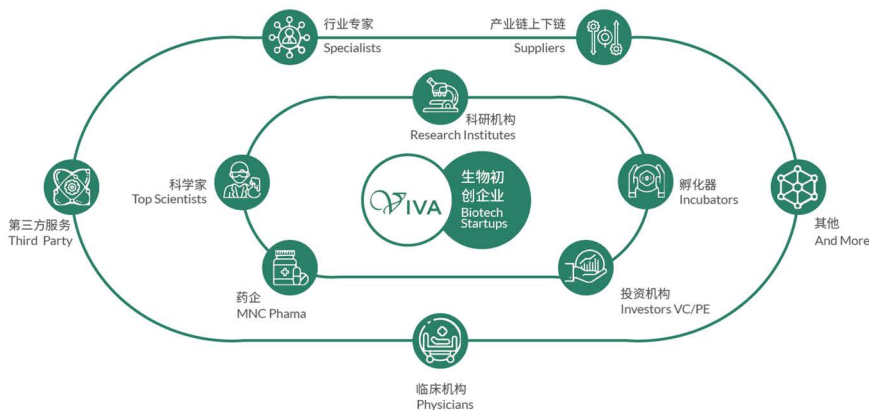 行业专家
Specialists
产业链上下链
Suppliers
科研机构
Research Institutes
科学家
Top Scientists
VIVA
生物初
创企业
Biotech
Startups
孵化器
Incubators
第三方服务
Third Party
其他
And More
药企
MNC Phama
投资机构
Investors VC/PE
临床机构
Physicians